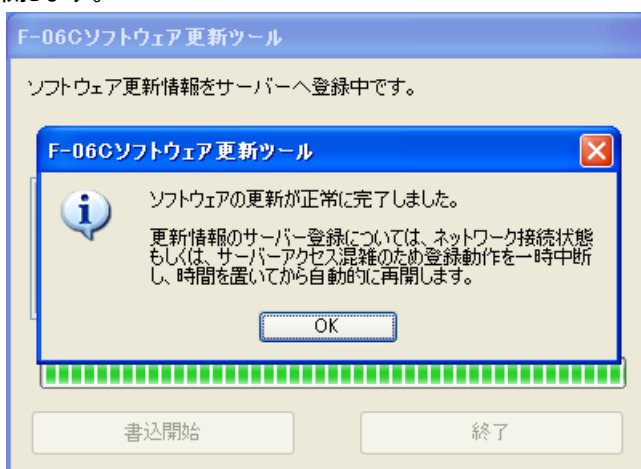 F-06Cソフトウェア更新ツール
ソフトウェア更新情報をサーバーへ登録中です。
F-06Cソフトウェア更新ツール
ソフトウェアの更新が正常に完了しました。
更新情報のサーバー登録については、ネットワーク接続状態
もしくは、サーバーアクセス混雑のため登録動作を一時中断
し、時間を置いてから自動的に再開します。
OK
書込開始
終了